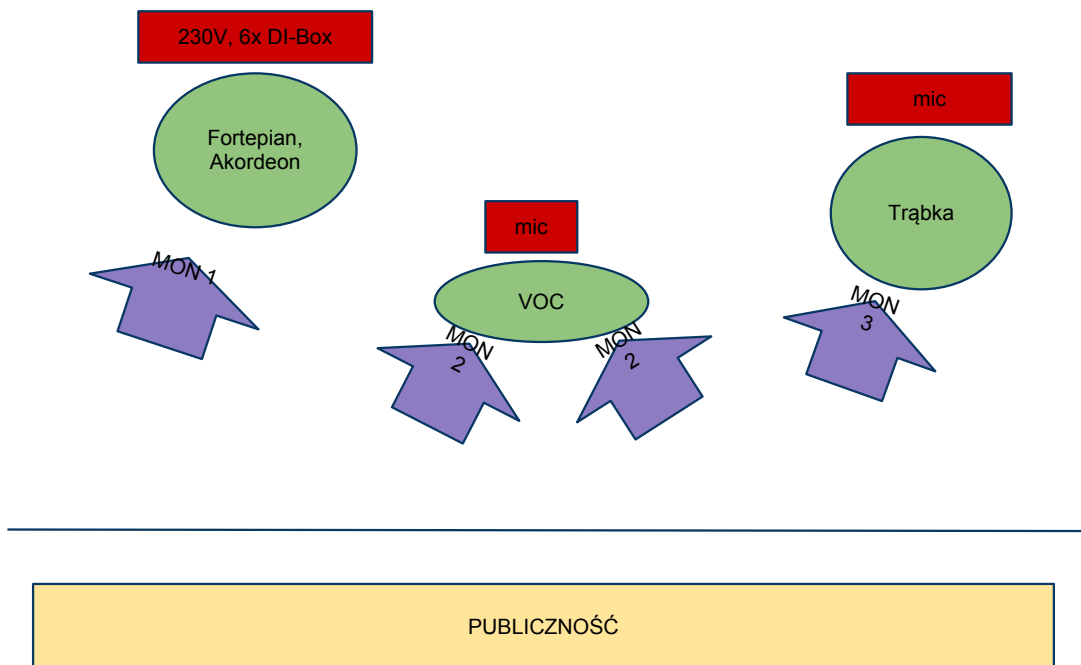 230V, 6x DI-Box
mic
Fortepian,
Akordeon
Trąbka
mic
MON 1
VOC
MON
3
MON
2
MON
2
PUBLICZNOŚĆ